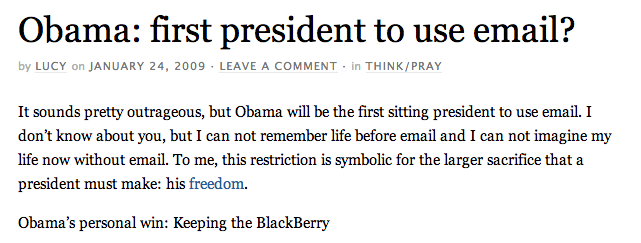 Obama: first president to use email?
by LUCY on JANUARY 24, 2009 · LEAVE A COMMENT · in THINK/PRAY
It sounds pretty outrageous, but Obama will be the first sitting president to use email. I
don’t know about you, but I can not remember life before email and I can not imagine my
life now without email. To me, this restriction is symbolic for the larger sacrifice that a
president must make: his freedom.
Obama’s personal win: Keeping the BlackBerry